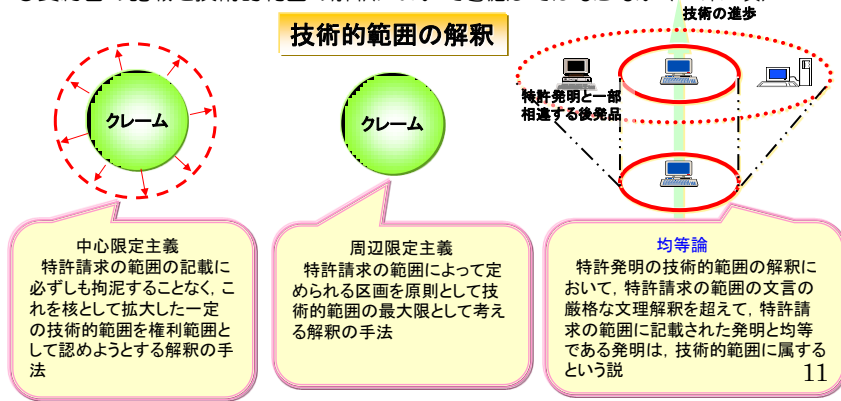 技術的範囲の解釈
技術の進歩
クレーム
クレーム
特許発明と一部
相違する後発品
中心限定主義
特許請求の範囲の記載に
必ずしも拘泥することなく，こ
れを核として拡大した一定
の技術的範囲を権利範囲と
して認めようとする解釈の手
法
周辺限定主義
特許請求の範囲によって定
められる区画を原則として技
術的範囲の最大限として考え
る解釈の手法
均等論
特許発明の技術的範囲の解釈に
おいて，特許請求の範囲の文言の
厳格な文理解釈を超えて，特許請
求の範囲に記載された発明と均等
である発明は，技術的範囲に属する
という説
11